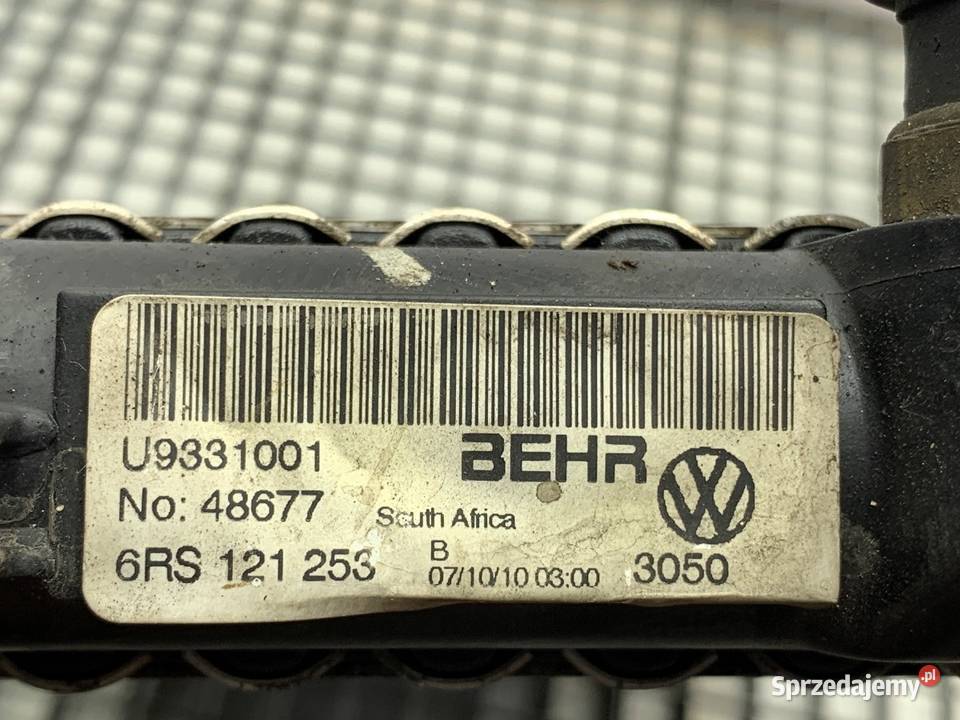 U9331001
BEHR
No: 48677
South Africa
6RS 121 253
B
07/10/10 03:00
3050
Sprzedajemy.pl